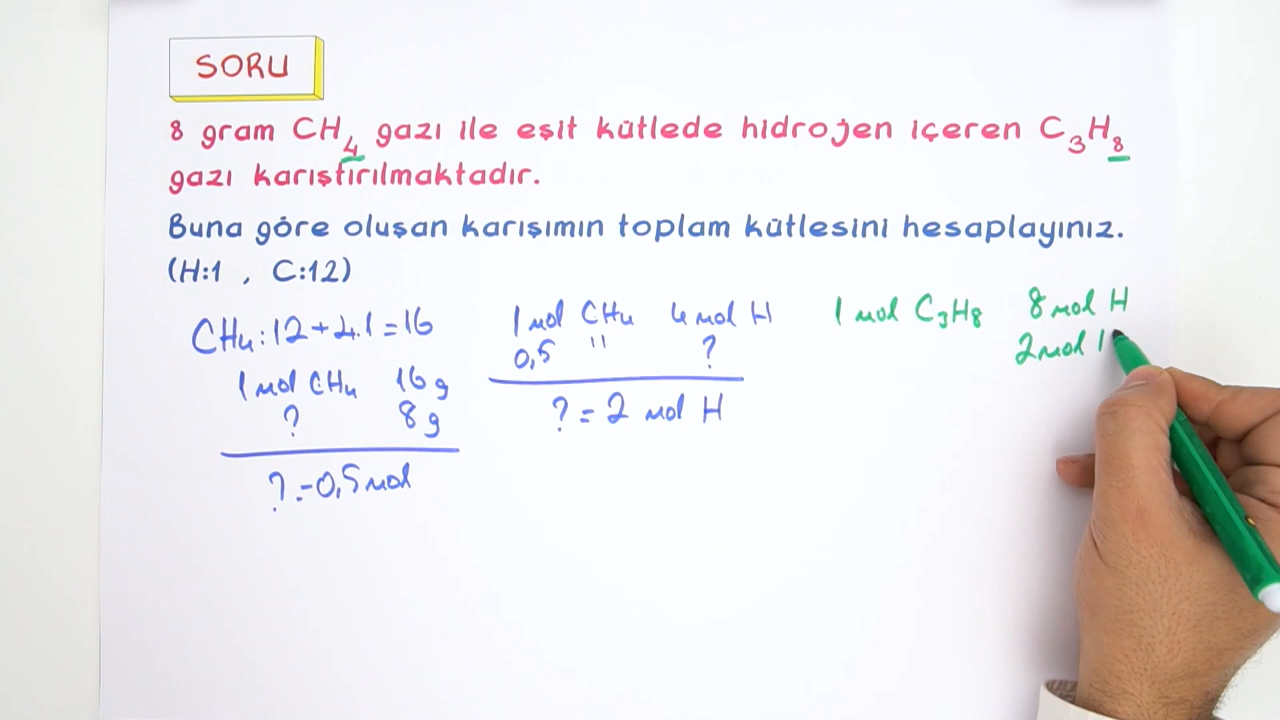 SORU
8 gram CH4 gazı ile eşit kütlede hidrojen içeren C3H8
gazı karıştırılmaktadır.
Buna göre oluşan karışımın toplam kütlesini hesaplayınız.
(H:1 , C:12)
CH4:12+4.1=16
1 mol CH4 16 g
? 8 g
?=0,5 mol
1 mol CH4 4 mol H
0,5 " ?
?=2 mol H
1 mol C3H8 8 mol H
2 mol